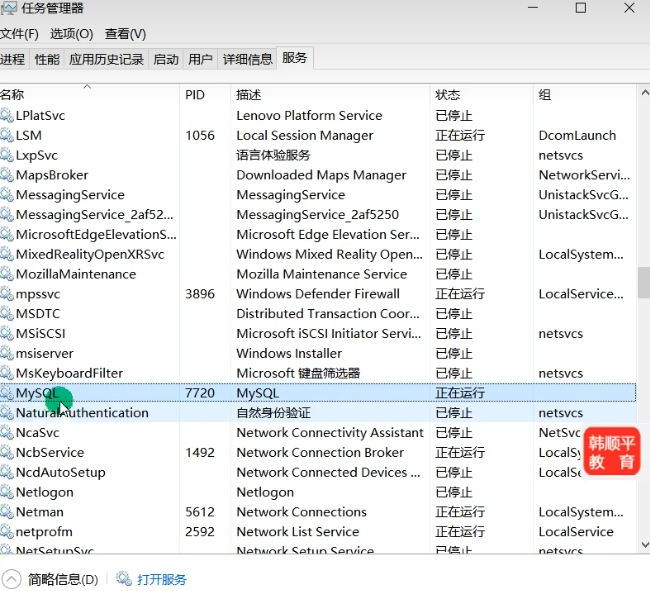 任务管理器
文件(F) 选项(O) 查看(V)
进程 性能 应用历史记录 启动 用户 详细信息 服务
名称 PID 描述 状态 组
LPlatSvc Lenovo Platform Service 已停止
LSM 1056 Local Session Manager 正在运行 DcomLaunch
LxpSvc 语言体验服务 已停止 netsvcs
MapsBroker Downloaded Maps Manager 已停止 NetworkServi...
MessagingService MessagingService 已停止 UnistackSvcG...
MessagingService_2af52... MessagingService_2af5250 已停止 UnistackSvcG...
MicrosoftEdgeElevationS... Microsoft Edge Elevation Ser... 已停止
MixedRealityOpenXRSvc Windows Mixed Reality Open... 已停止 LocalSystem...
MozillaMaintenance Mozilla Maintenance Service 已停止
mpssvc 3896 Windows Defender Firewall 正在运行 LocalService...
MSDTC Distributed Transaction Coor... 已停止
MSiSCSI Microsoft iSCSI Initiator Servi... 已停止 netsvcs
msiserver Windows Installer 已停止
MsKeyboardFilter Microsoft 键盘筛选器 已停止 netsvcs
MySQL 7720 MySQL 正在运行
NaturalAuthentication 自然身份验证 已停止 netsvcs
NcaSvc Network Connectivity Assistant 已停止 NetSvc
NcbService 1492 Network Connection Broker 正在运行 LocalSy
NcdAutoSetup Network Connected Devices ... 已停止 LocalSe
韩顺平
教 育
Netlogon Netlogon 已停止
Netman 5612 Network Connections 正在运行 LocalSystem...
netprofm 2592 Network List Service 正在运行 LocalService
NetSetupSvc Network Setup Service 已停止 netsvcs
简略信息(D) 打开服务